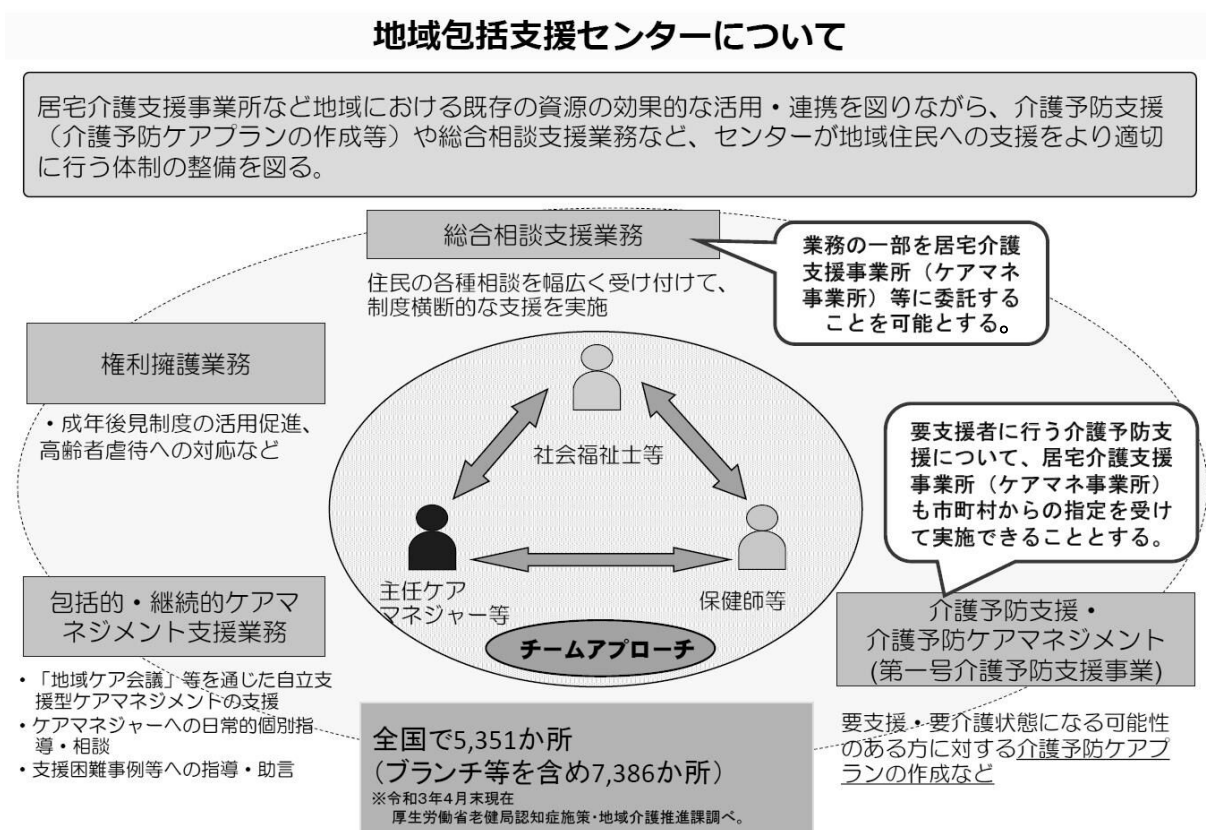 地域包括支援センターについて
居宅介護支援事業所など地域における既存の資源の効果的な活用・連携を図りながら、介護予防支援
（介護予防ケアプランの作成等）や総合相談支援業務など、センターが地域住民への支援をより適切
に行う体制の整備を図る。
総合相談支援業務
住民の各種相談を幅広く受け付けて、
制度横断的な支援を実施
業務の一部を居宅介護
支援事業所（ケアマネ
事業所）等に委託する
ことを可能とする。
権利擁護業務
・成年後見制度の活用促進、
高齢者虐待への対応など
社会福祉士等
主任ケア
マネジャー等
保健師等
チームアプローチ
要支援者に行う介護予防支
援について、居宅介護支援
事業所（ケアマネ事業所）
も市町村からの指定を受け
て実施できることとする。
包括的・継続的ケアマ
ネジメント支援業務
・「地域ケア会議」等を通じた自立支
援型ケアマネジメントの支援
・ケアマネジャーへの日常的個別指
導・相談
・支援困難事例等への指導・助言
介護予防支援・
介護予防ケアマネジメント
(第一号介護予防支援事業)
要支援・要介護状態になる可能性
のある方に対する介護予防ケアプ
ランの作成など
全国で5,351か所
（ブランチ等を含め7,386か所）
※令和3年4月末現在
厚生労働省老健局認知症施策・地域介護推進課調べ。